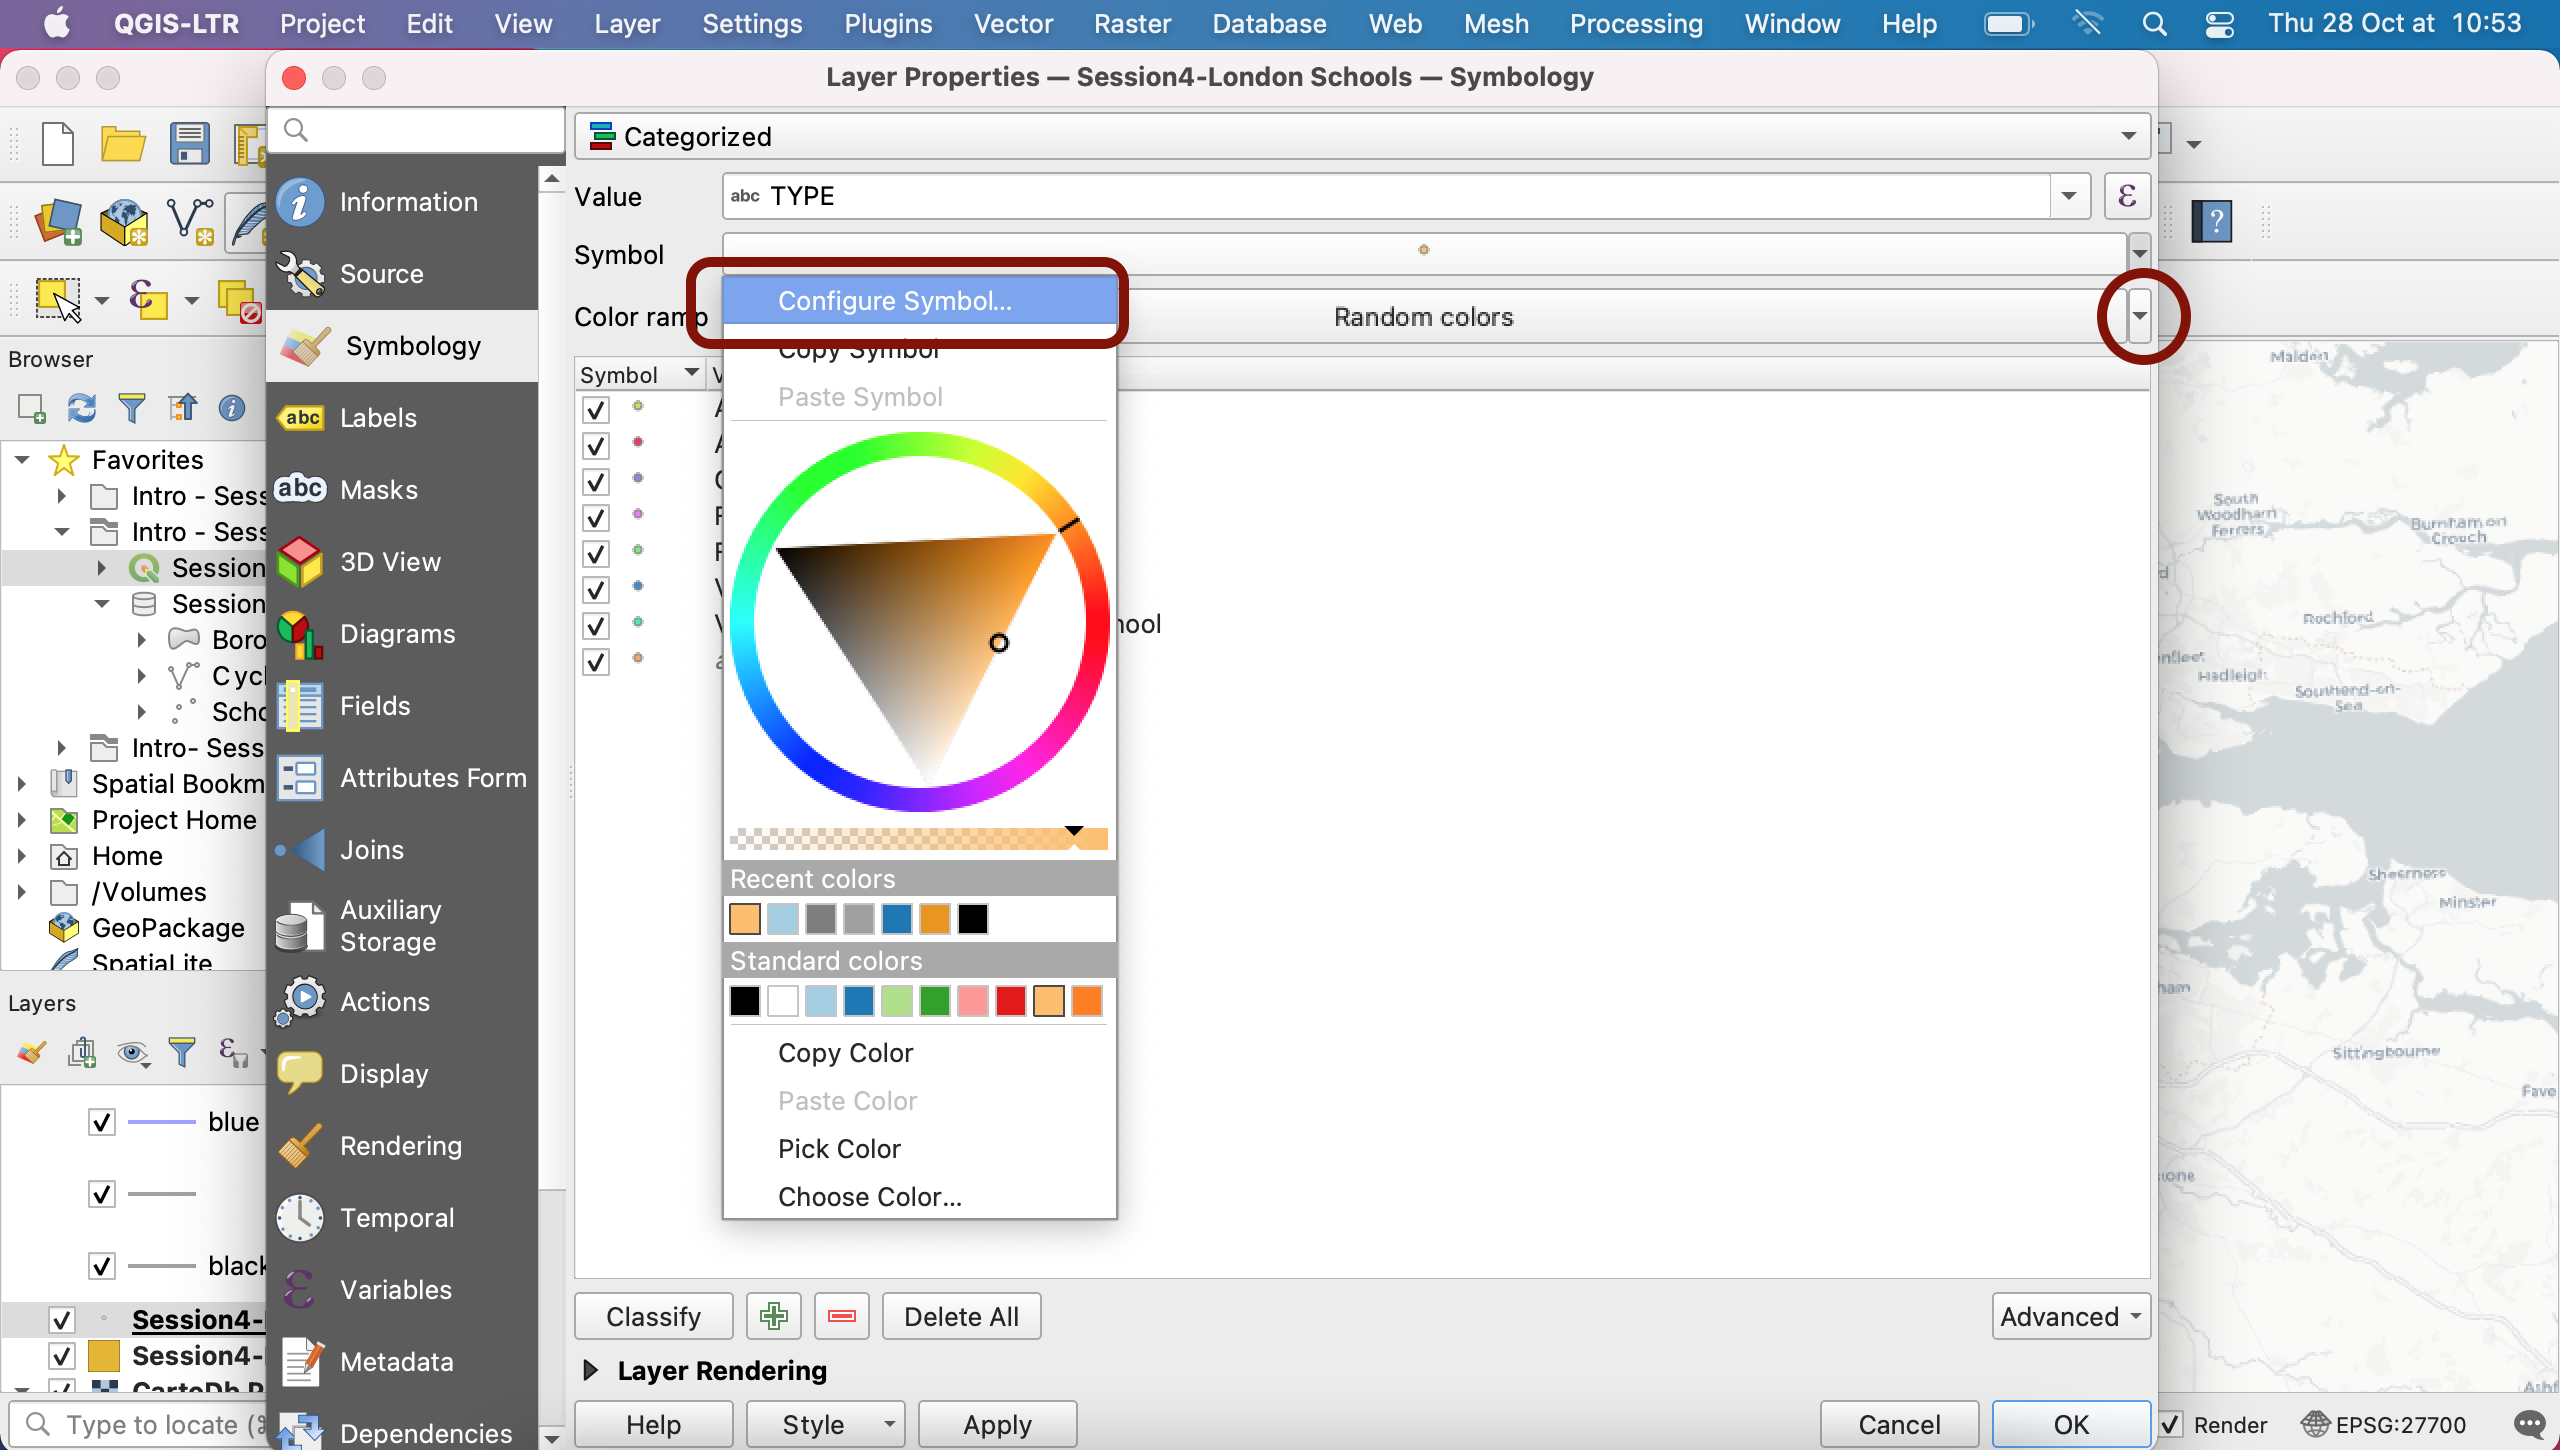 QGIS-LTR Project Edit View Layer Settings Plugins Vector Raster Database Web Mesh Processing Window Help Thu 28 Oct at 10:53
Layer Properties — Session4-London Schools — Symbology
Categorized
Value abc TYPE ε
Symbol
Color ramp Random colors
Configure Symbol...
Copy Symbol
Paste Symbol
Symbol
hool
Recent colors
Standard colors
Copy Color
Paste Color
Pick Color
Choose Color...
Classify Delete All Advanced
Layer Rendering
Help Style Apply Cancel OK
Information
Source
Symbology
abc Labels
abc Masks
3D View
Diagrams
Fields
Attributes Form
Joins
Auxiliary
Storage
Actions
Display
Rendering
Temporal
ε Variables
Metadata
Dependencies
Browser
Favorites
Intro - Sess
Intro - Sess
Session
Session
Boro
Cycl
Scho
Intro- Sess
Spatial Bookm
Project Home
Home
/Volumes
GeoPackage
SpatiaLite
Layers
blue
black
Session4-
Session4-
CartoDb P
Type to locate (⌘
Render EPSG:27700
Maldon
South
Woodham
Ferrers
Burnham on
Crouch
Rochford
nfleet
Hadleigh
Southend-on-
Sea
Sheerness
Minster
ham
Sittingbourne
Fave
tone
Ashf